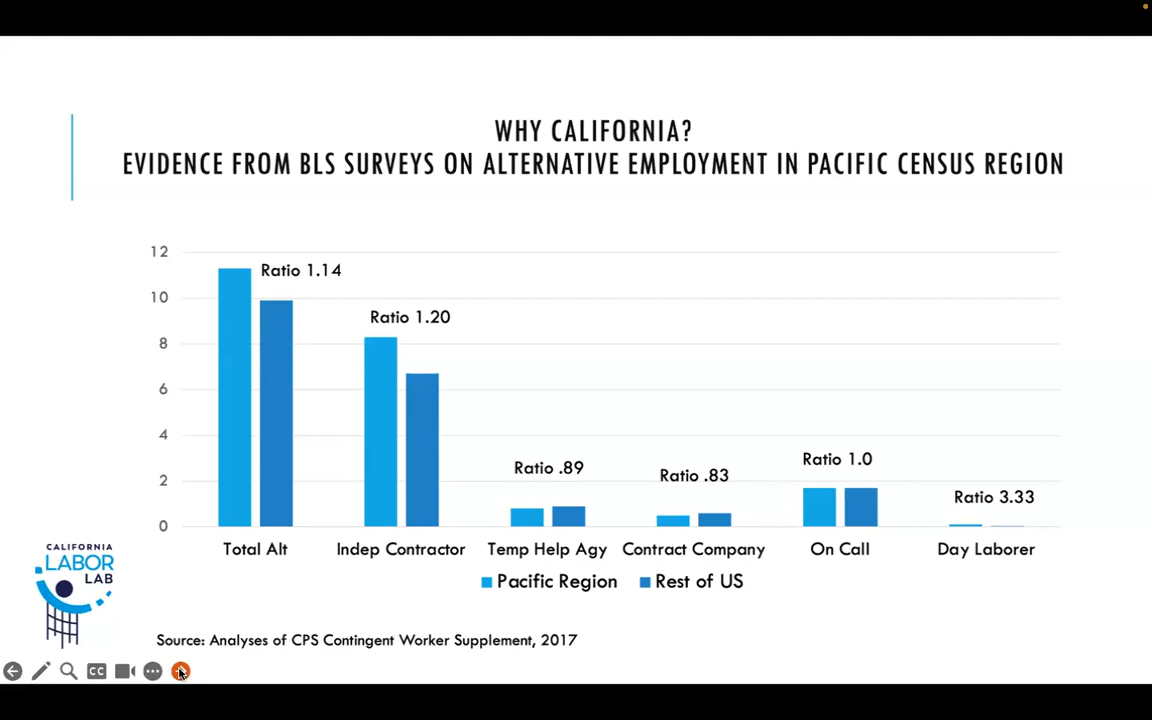 WHY CALIFORNIA?
EVIDENCE FROM BLS SURVEYS ON ALTERNATIVE EMPLOYMENT IN PACIFIC CENSUS REGION
12
10
8
6
4
2
0
Ratio 1.14
Ratio 1.20
Ratio .89
Ratio .83
Ratio 1.0
Ratio 3.33
Total Alt
Indep Contractor
Temp Help Agy
Contract Company
On Call
Day Laborer
Pacific Region
Rest of US
CALIFORNIA
LABOR
LAB
Source: Analyses of CPS Contingent Worker Supplement, 2017
CC